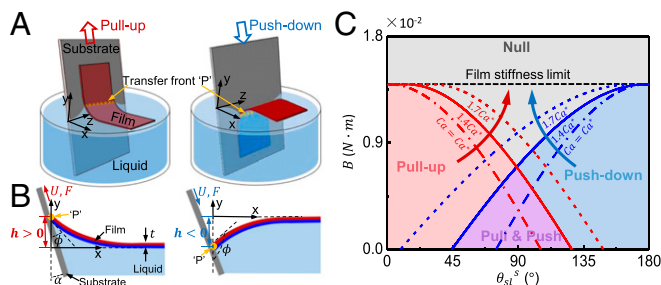 A
Pull-up
Push-down
Substrate
Transfer front 'P'
y
z
x
Film
y
z
x
Liquid
B
U, F
y
'P'
h > 0
ϕ
Film
t
x
Liquid
α
Substrate
U, F
y
x
h < 0
ϕ
'P'
C
1.8 ×10⁻²
Null
Film stiffness limit
1.7Ca*
1.4Ca*
Ca = Ca*
1.7Ca*
1.4Ca*
Ca = Ca*
B (N · m)
0.9
Pull-up
Push-down
Pull & Push
0.0
0 45 90 135 180
θsl s (°)